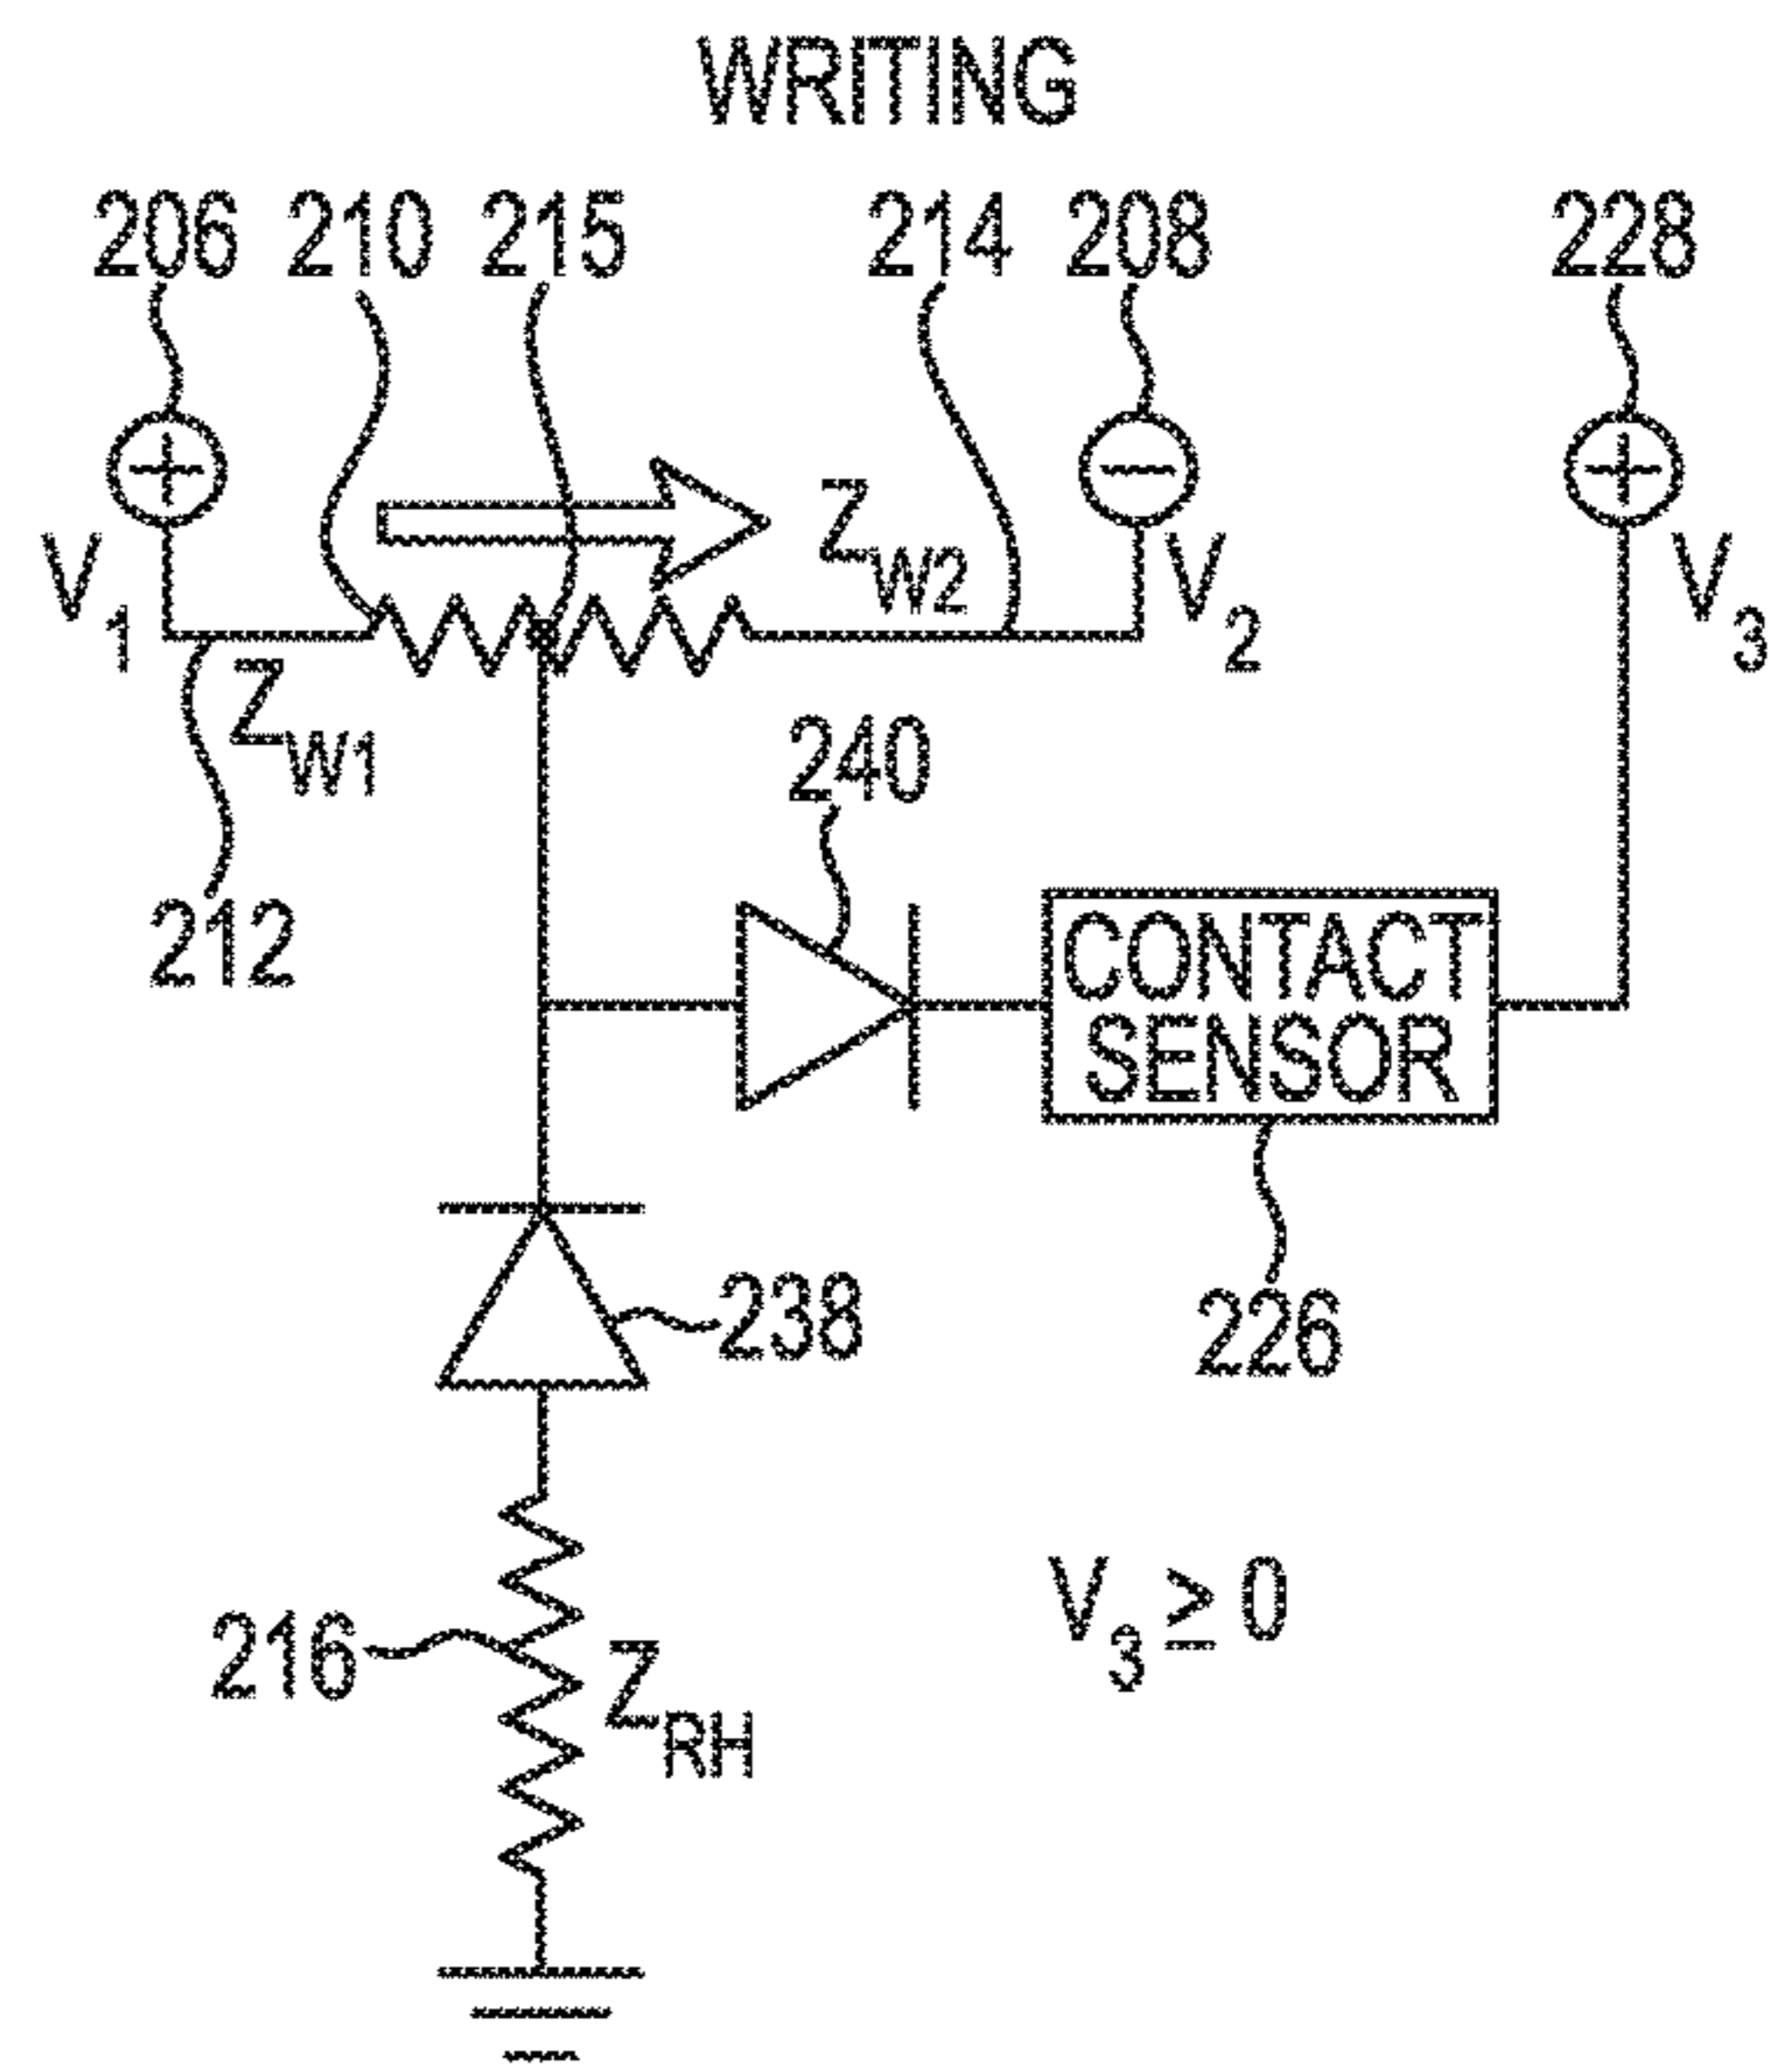 WRITING
206 210 215 214 208 228
+ − +
V1 ZW2 V2 V3
ZW1
240
212
CONTACT
SENSOR
238
226
V3 ≥ 0
216
ZRH